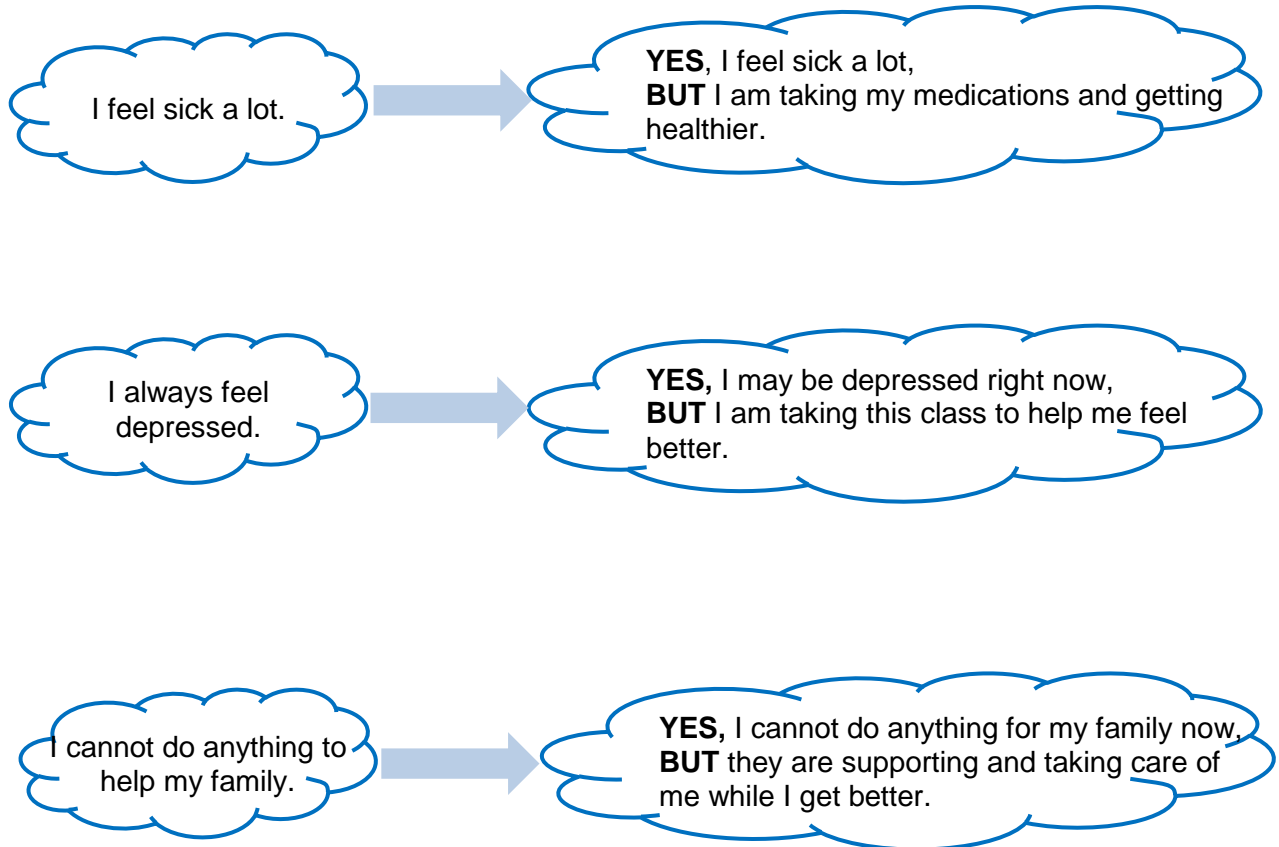 I feel sick a lot.
YES, I feel sick a lot,
BUT I am taking my medications and getting
healthier.
I always feel
depressed.
YES, I may be depressed right now,
BUT I am taking this class to help me feel
better.
I cannot do anything to
help my family.
YES, I cannot do anything for my family now,
BUT they are supporting and taking care of
me while I get better.